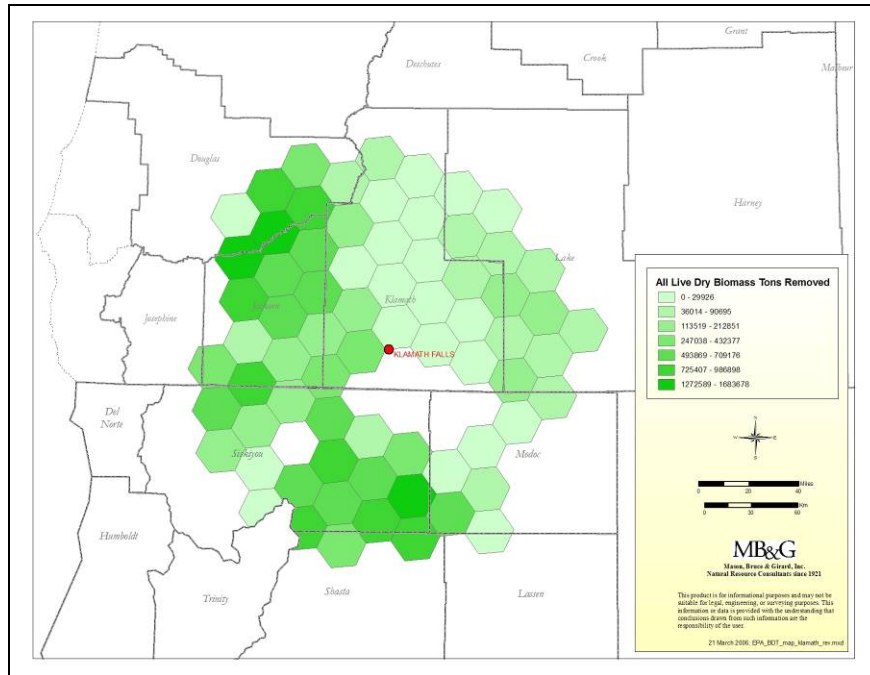 Grant
Crook
Deschutes
Malheur
Douglas
Harney
Lake
Jackson
Klamath
Josephine
KLAMATH FALLS
Del
Norte
Siskiyou
Modoc
Humboldt
Trinity
Shasta
Lassen
All Live Dry Biomass Tons Removed
0 - 29926
36014 - 90695
113519 - 212851
247038 - 432377
493869 - 709176
725407 - 986898
1272589 - 1683678
N
W E
S
Miles
0 20 40
Km
0 30 60
MB&G
Mason, Bruce & Girard, Inc.
Natural Resource Consultants since 1921
This product is for informational purposes and may not be
suitable for legal, engineering, or surveying purposes. This
information or data is provided with the understanding that
conclusions drawn from such information are the
responsibility of the user.
21 March 2006: EPA_BDT_map_klamath_rev.mxd